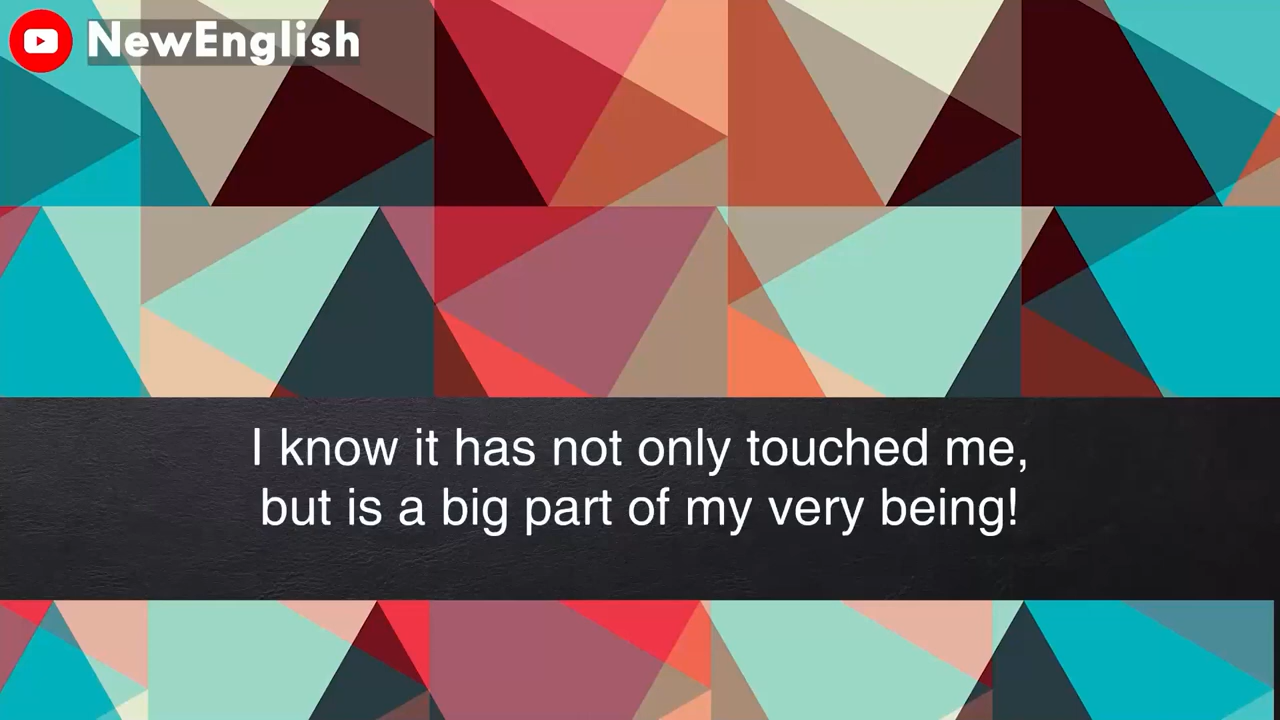 NewEnglish
I know it has not only touched me,
but is a big part of my very being!